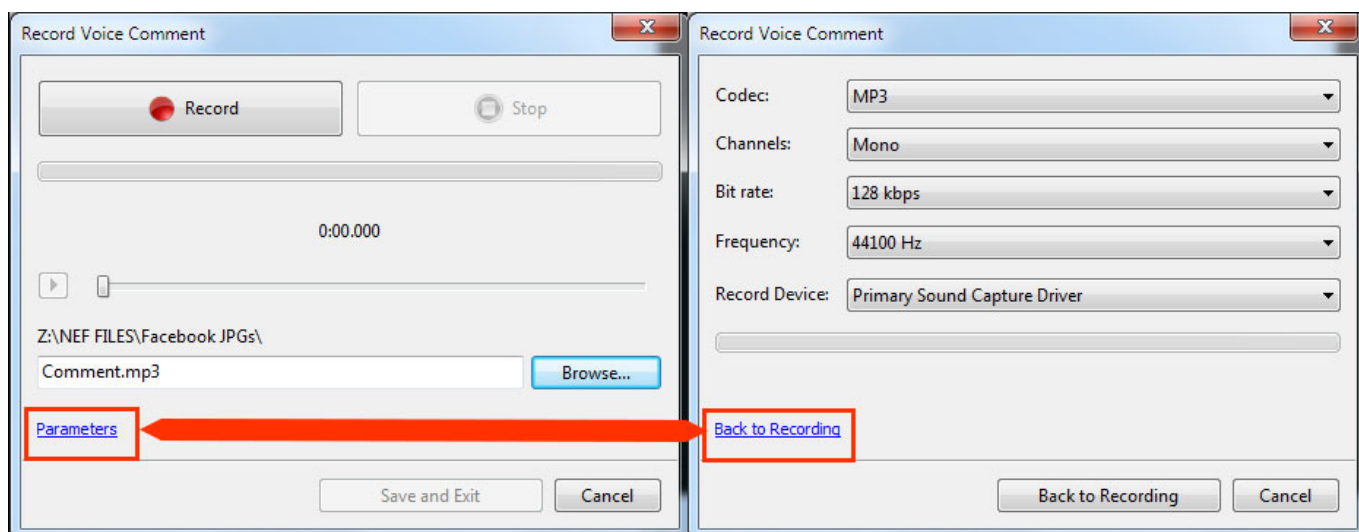 Record Voice Comment
Record
Stop
0:00.000
Z:\NEF FILES\Facebook JPGs\
Comment.mp3
Browse...
Parameters
Save and Exit
Cancel
Record Voice Comment
Codec:
MP3
Channels:
Mono
Bit rate:
128 kbps
Frequency:
44100 Hz
Record Device:
Primary Sound Capture Driver
Back to Recording
Back to Recording
Cancel